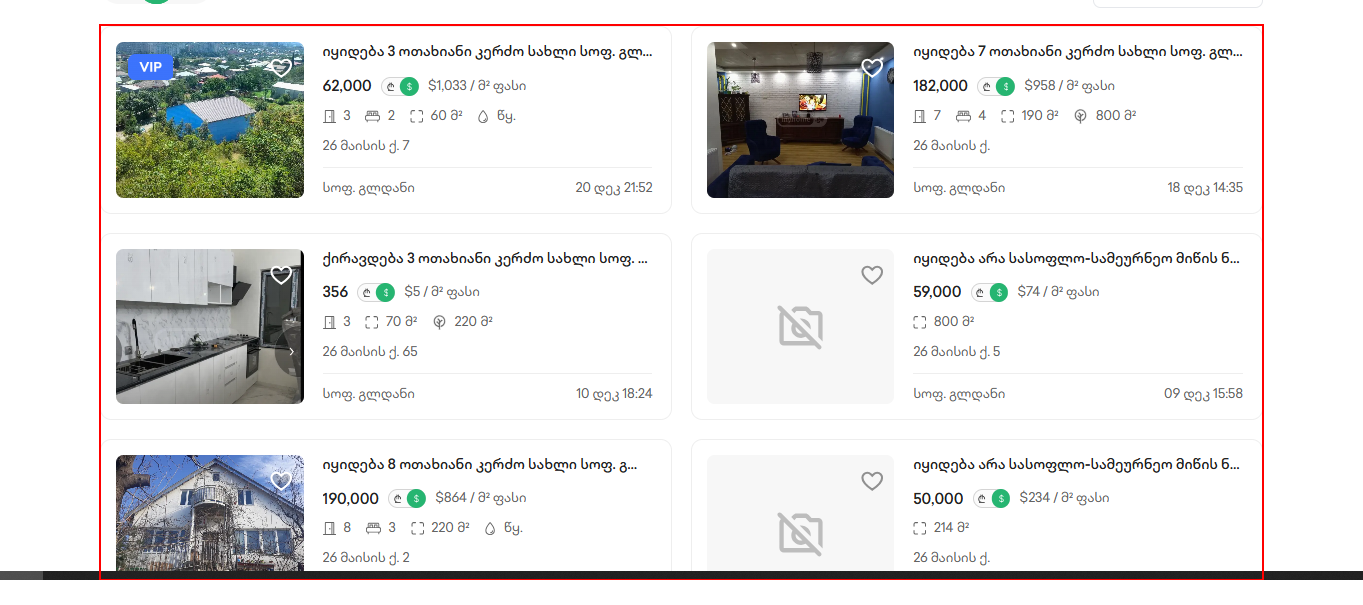 VIP
იყიდება 3 ოთახიანი კერძო სახლი სოფ. გლ...
62,000 ₾ $ $1,033 / მ² ფასი
3 2 60 მ² წყ.
26 მაისის ქ. 7
სოფ. გლდანი 20 დეკ 21:52
იყიდება 7 ოთახიანი კერძო სახლი სოფ. გლ...
182,000 ₾ $ $958 / მ² ფასი
7 4 190 მ² 800 მ²
26 მაისის ქ.
სოფ. გლდანი 18 დეკ 14:35
ქირავდება 3 ოთახიანი კერძო სახლი სოფ. ...
356 ₾ $ $5 / მ² ფასი
3 70 მ² 220 მ²
26 მაისის ქ. 65
სოფ. გლდანი 10 დეკ 18:24
იყიდება არა სასოფლო-სამეურნეო მიწის ნ...
59,000 ₾ $ $74 / მ² ფასი
800 მ²
26 მაისის ქ. 5
სოფ. გლდანი 09 დეკ 15:58
იყიდება 8 ოთახიანი კერძო სახლი სოფ. გ...
190,000 ₾ $ $864 / მ² ფასი
8 3 220 მ² წყ.
26 მაისის ქ. 2
იყიდება არა სასოფლო-სამეურნეო მიწის ნ...
50,000 ₾ $ $234 / მ² ფასი
214 მ²
26 მაისის ქ.